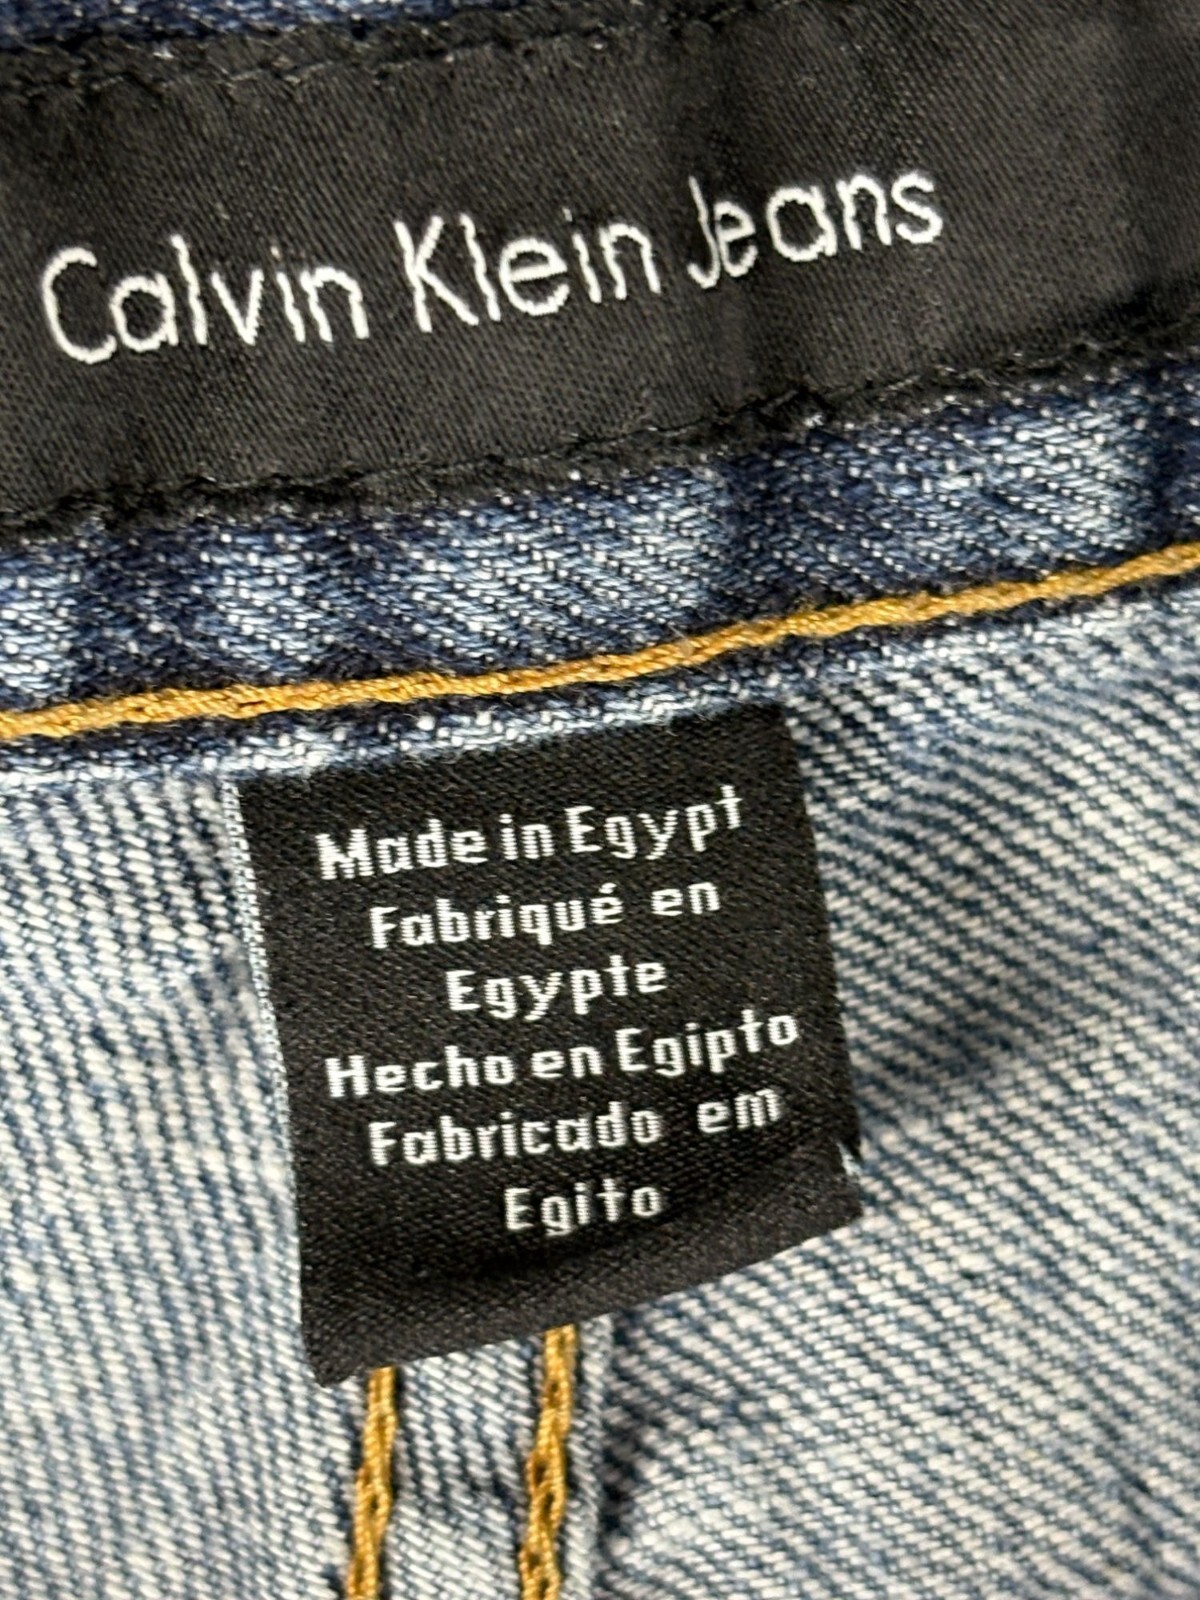 Calvin Klein Jeans
Made in Egypt
Fabriqué en
Egypte
Hecho en Egipto
Fabricado em
Egito